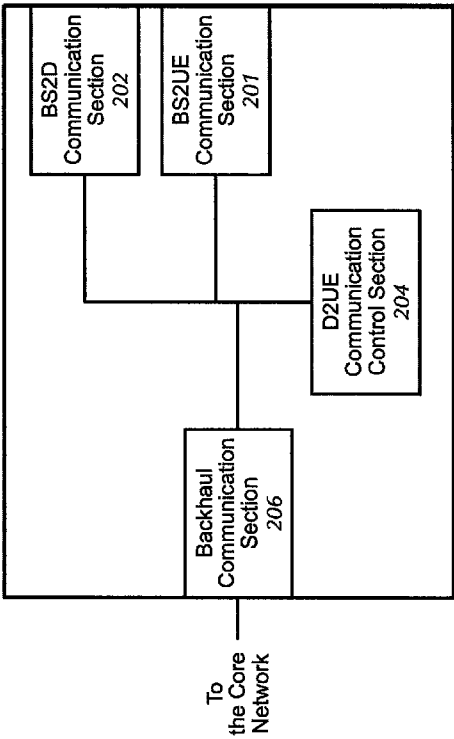 BS2D
Communication
Section
202
BS2UE
Communication
Section
201
D2UE
Communication
Control Section
204
Backhaul
Communication
Section
206
To
the Core
Network